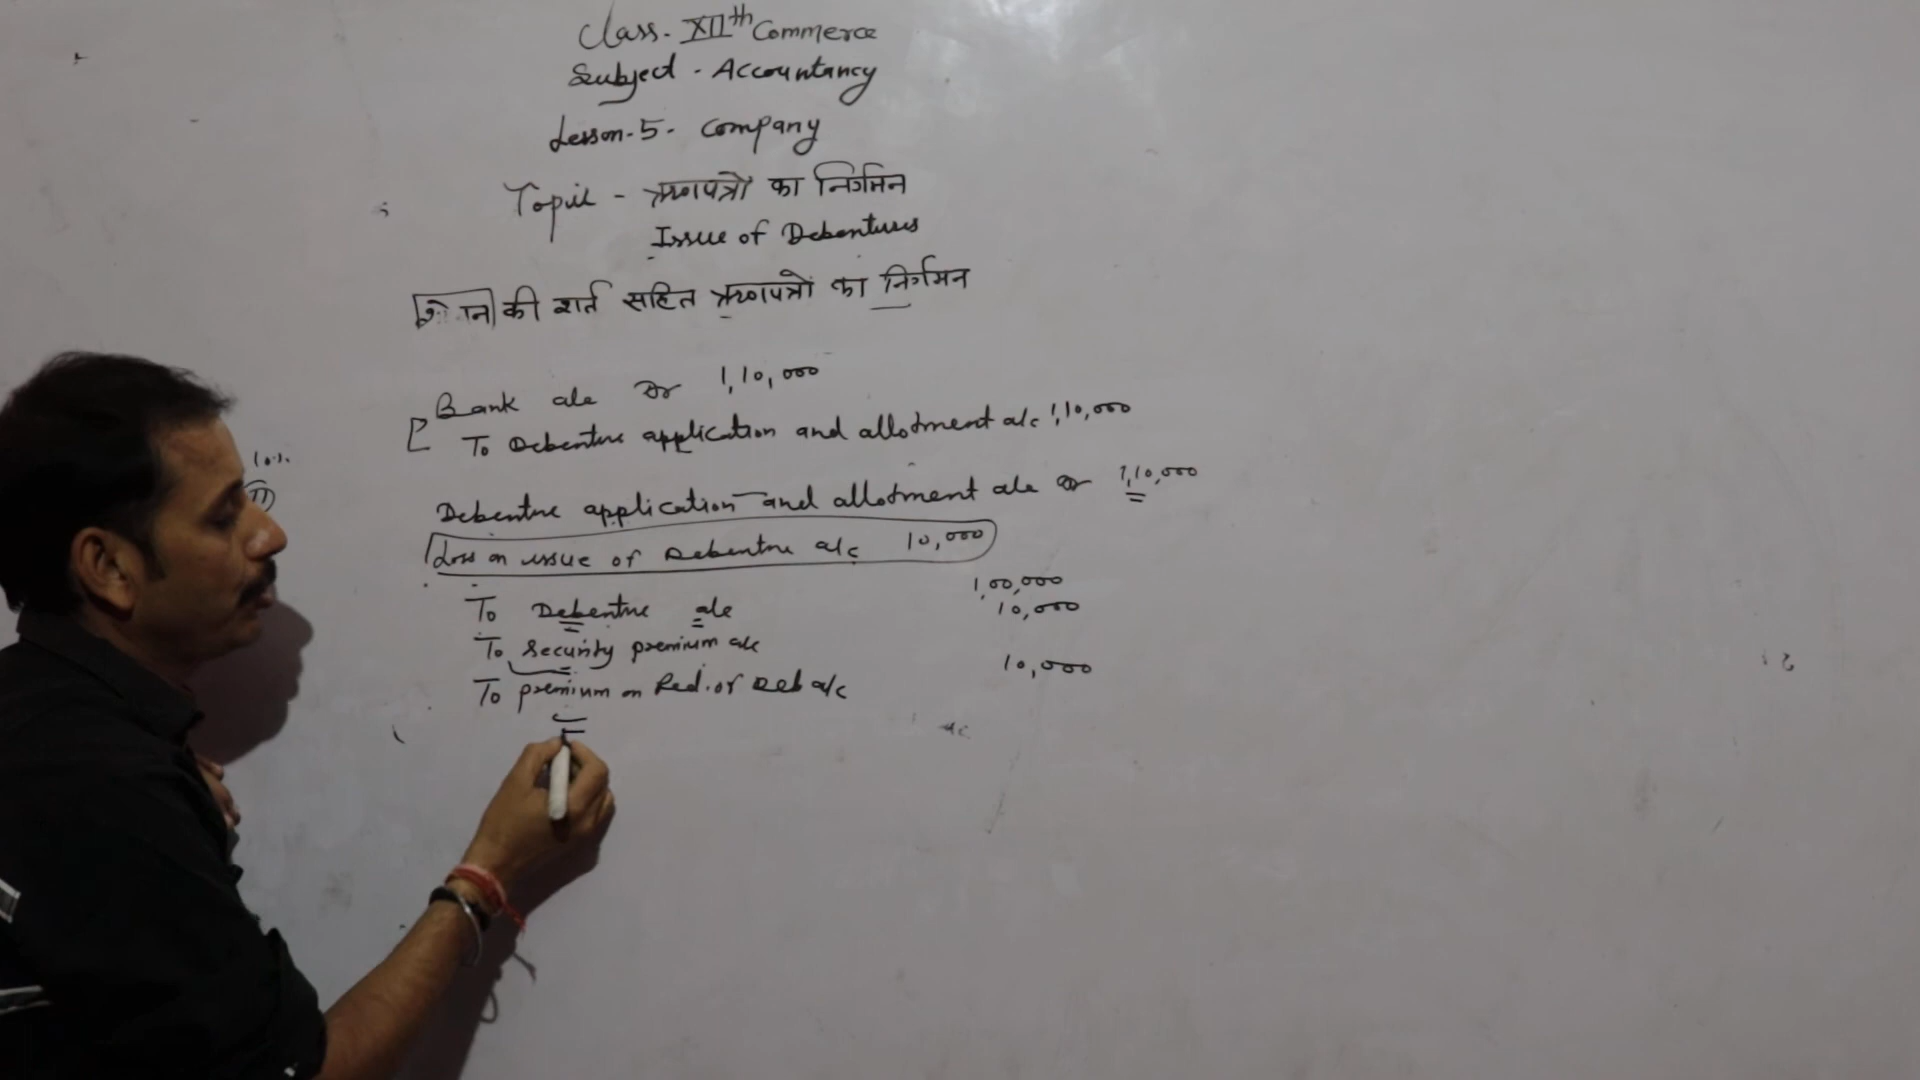 Class - XIIth Commerce
Subject - Accountancy
Lesson-5- Company
Topic - ऋणपत्रों का निर्गमन
Issue of Debentures
की शर्त सहित ऋणपत्रों का निर्गमन
Bank a/c Dr 1,10,000
To Debenture application and allotment a/c 1,10,000
10%
Debenture application and allotment a/c Dr 1,10,000
Loss on issue of Debenture a/c 10,000
To Debenture a/c 1,00,000
To Security premium a/c 10,000
To premium on Red. of Deb a/c 10,000